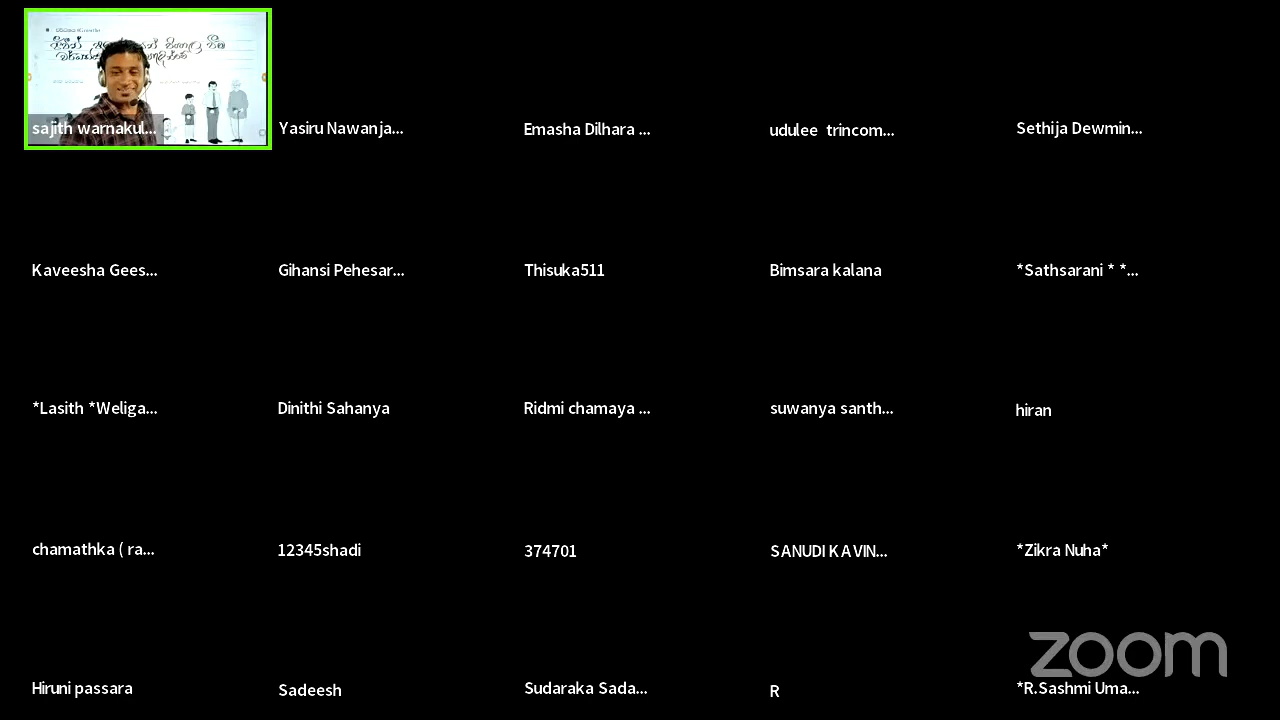 sajith warnakul...
Yasiru Nawanja...
Emasha Dilhara ...
udulee trincom...
Sethija Dewmin...
Kaveesha Gees...
Gihansi Pehesar...
Thisuka511
Bimsara kalana
*Sathsarani * *...
*Lasith *Weliga...
Dinithi Sahanya
Ridmi chamaya ...
suwanya santh...
hiran
chamathka ( ra...
12345shadi
374701
SANUDI KAVIN...
*Zikra Nuha*
zoom
Hiruni passara
Sadeesh
Sudaraka Sada...
R
*R.Sashmi Uma...